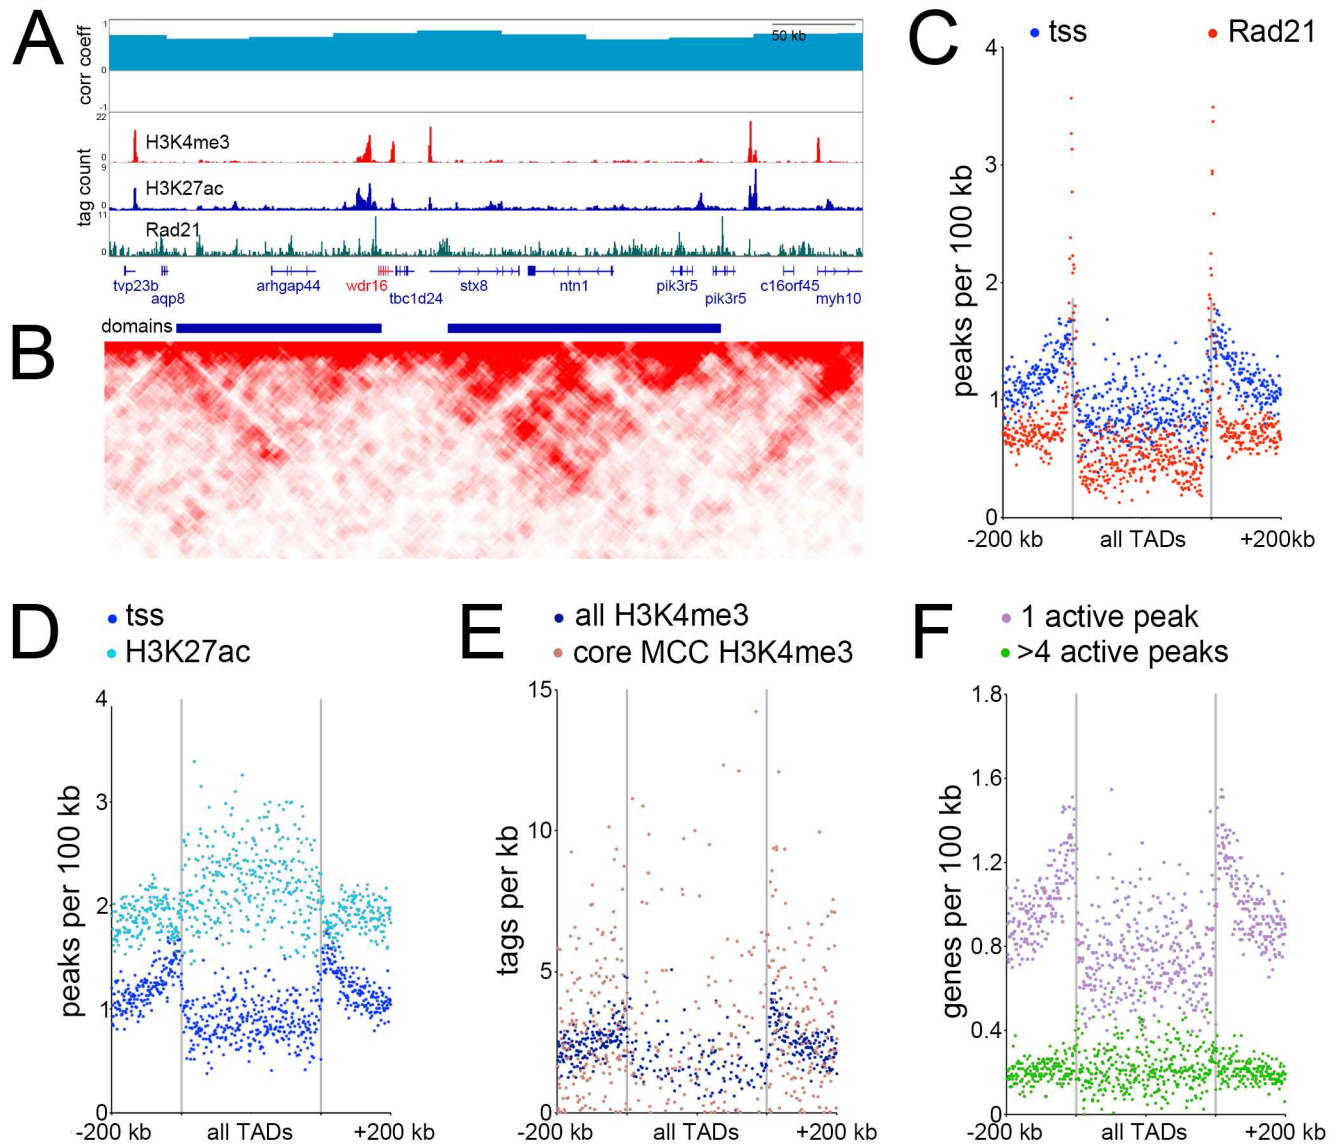 A
corr coeff
1
0
-1
50 kb
tag count
22
0
H3K4me3
9
0
H3K27ac
11
0
Rad21
tvp23b
aqp8
arhgap44
wdr16
tbc1d24
stx8
ntn1
pik3r5
pik3r5
c16orf45
myh10
domains
B
C
tss
Rad21
peaks per 100 kb
4
3
2
1
0
-200 kb
all TADs
+200kb
D
tss
H3K27ac
peaks per 100 kb
4
3
2
1
0
-200 kb
all TADs
+200 kb
E
all H3K4me3
core MCC H3K4me3
tags per kb
15
10
5
0
-200 kb
all TADs
+200 kb
F
1 active peak
>4 active peaks
genes per 100 kb
1.8
1.6
1.2
0.8
0.4
0
-200 kb
all TADs
+200 kb